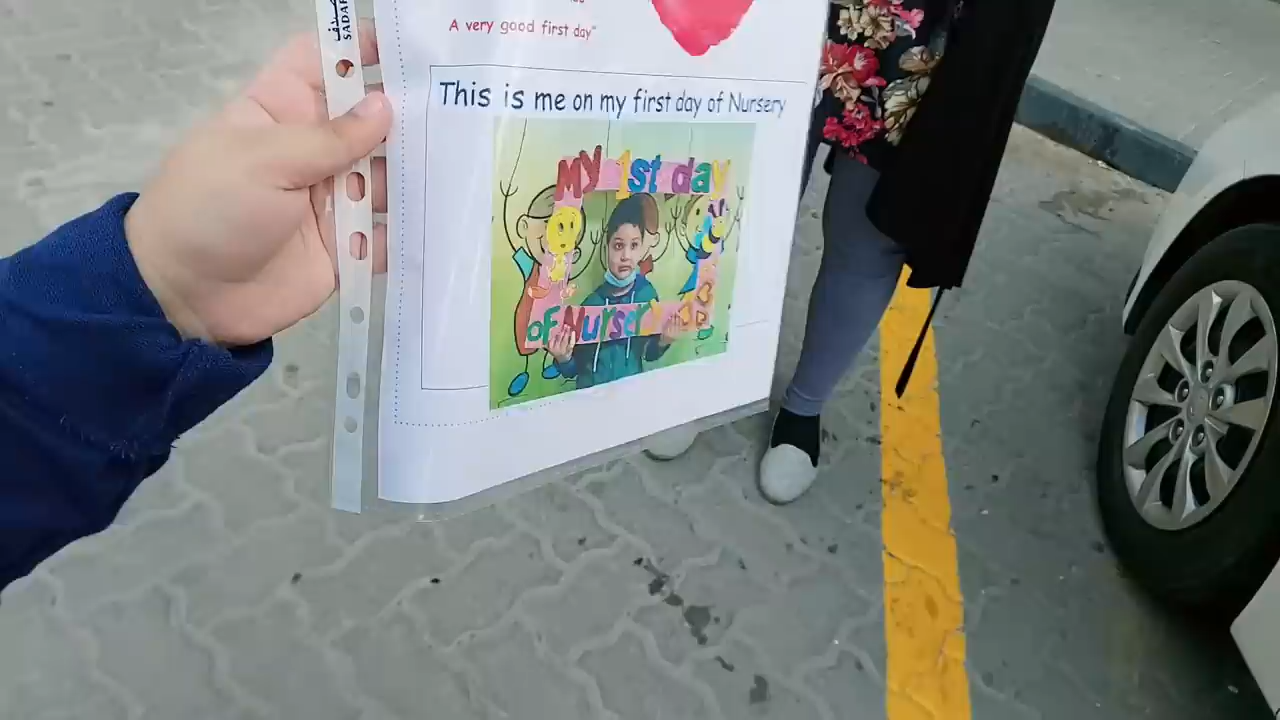 SADAF
A very good first day"
This is me on my first day of Nursery
My 1st day
of Nursery